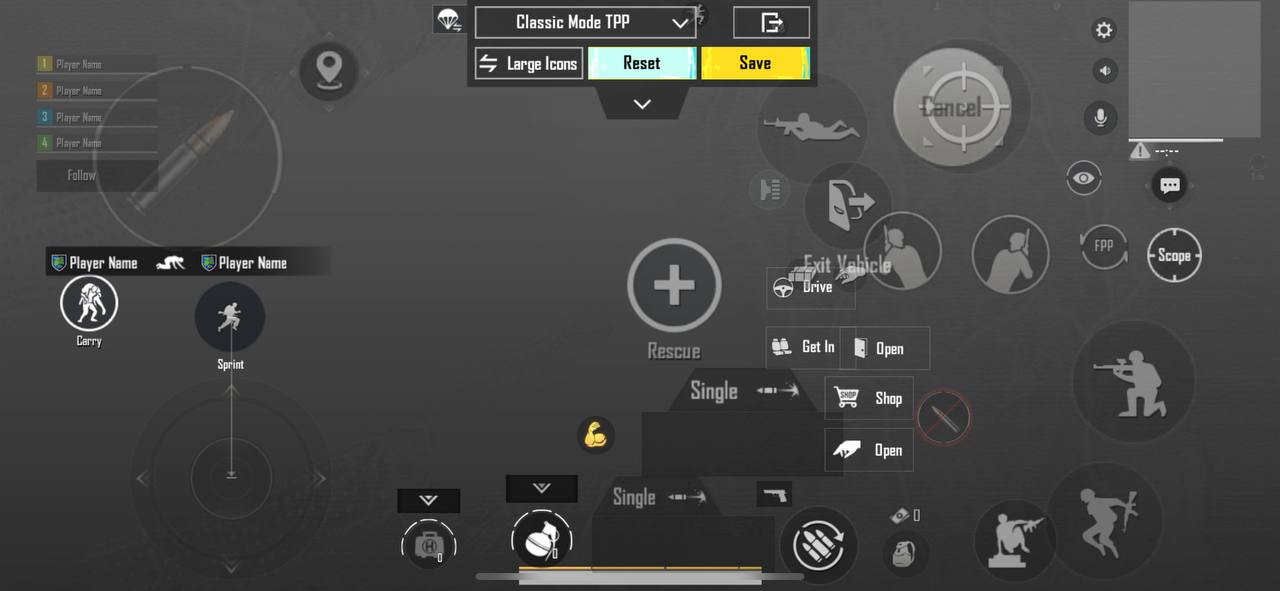 Classic Mode TPP
Large Icons
Reset
Save
1 Player Name
2 Player Name
3 Player Name
4 Player Name
Follow
Cancel
--:--
Player Name
Player Name
Carry
Sprint
Exit Vehicle
Drive
FPP
Scope
Rescue
Get In
Open
Single
SHOP
Shop
Open
Single
0
0
0